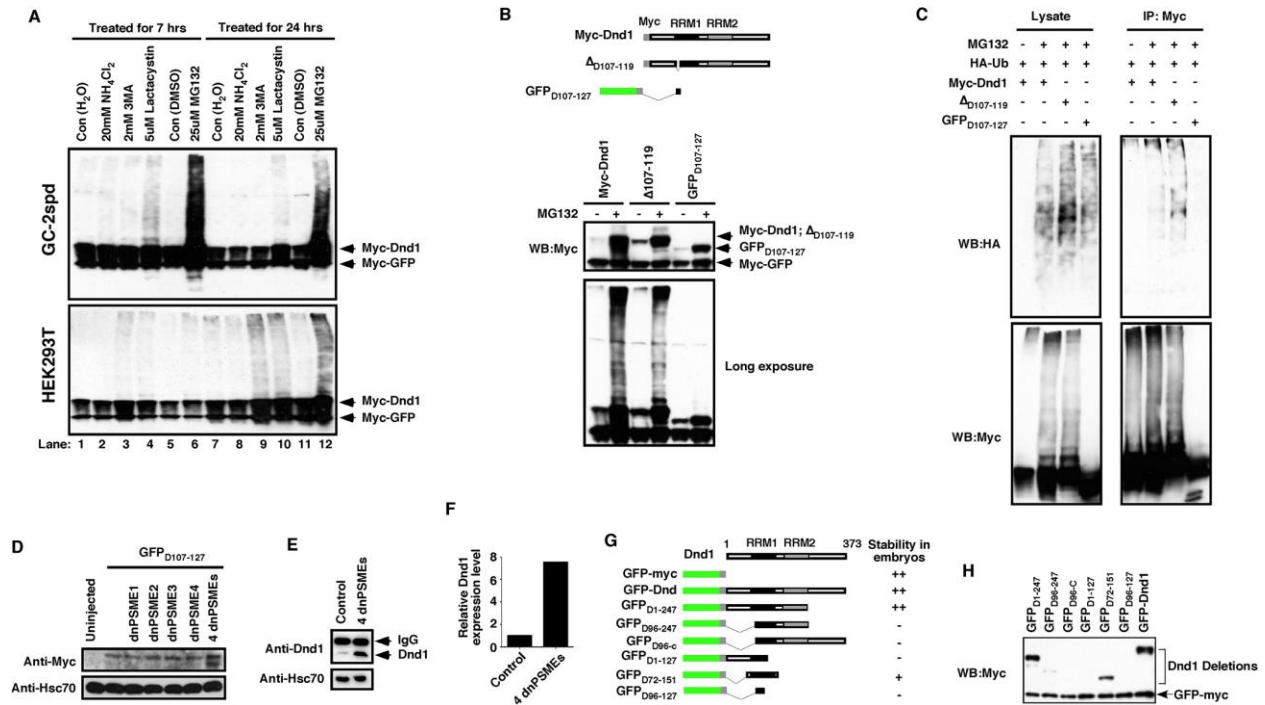 A
Treated for 7 hrs Treated for 24 hrs
Con (H2O)
20mM NH4Cl2
2mM 3MA
5uM Lactacystin
Con (DMSO)
25uM MG132
Con (H2O)
20mM NH4Cl2
2mM 3MA
5uM Lactacystin
Con (DMSO)
25uM MG132
GC-2spd
Myc-Dnd1
Myc-GFP
HEK293T
Myc-Dnd1
Myc-GFP
Lane: 1 2 3 4 5 6 7 8 9 10 11 12
B
Myc RRM1 RRM2
Myc-Dnd1
ΔD107-119
GFPD107-127
Myc-Dnd1
Δ107-119
GFPD107-127
MG132 - + - + - +
WB:Myc
Myc-Dnd1; ΔD107-119
GFPD107-127
Myc-GFP
Long exposure
C
Lysate IP: Myc
MG132 - + + + - + + +
HA-Ub + + + + + + + +
Myc-Dnd1 + + - - + + - -
ΔD107-119 - - + - - - + -
GFPD107-127 - - - + - - - +
WB:HA
WB:Myc
D
GFPD107-127
Uninjected
dnPSME1
dnPSME2
dnPSME3
dnPSME4
4 dnPSMEs
Anti-Myc
Anti-Hsc70
E
Control
4 dnPSMEs
Anti-Dnd1
IgG
Dnd1
Anti-Hsc70
F
Relative Dnd1
expression level
8
6
4
2
0
Control
4 dnPSMEs
G
1 RRM1 RRM2 373 Stability in
embryos
Dnd1
GFP-myc ++
GFP-Dnd ++
GFPD1-247 ++
GFPD96-247 -
GFPD96-c -
GFPD1-127 -
GFPD72-151 +
GFPD96-127 -
H
GFPD1-247
GFPD96-247
GFPD96-C
GFPD1-127
GFPD72-151
GFPD96-127
GFP-Dnd1
WB:Myc
Dnd1 Deletions
GFP-myc